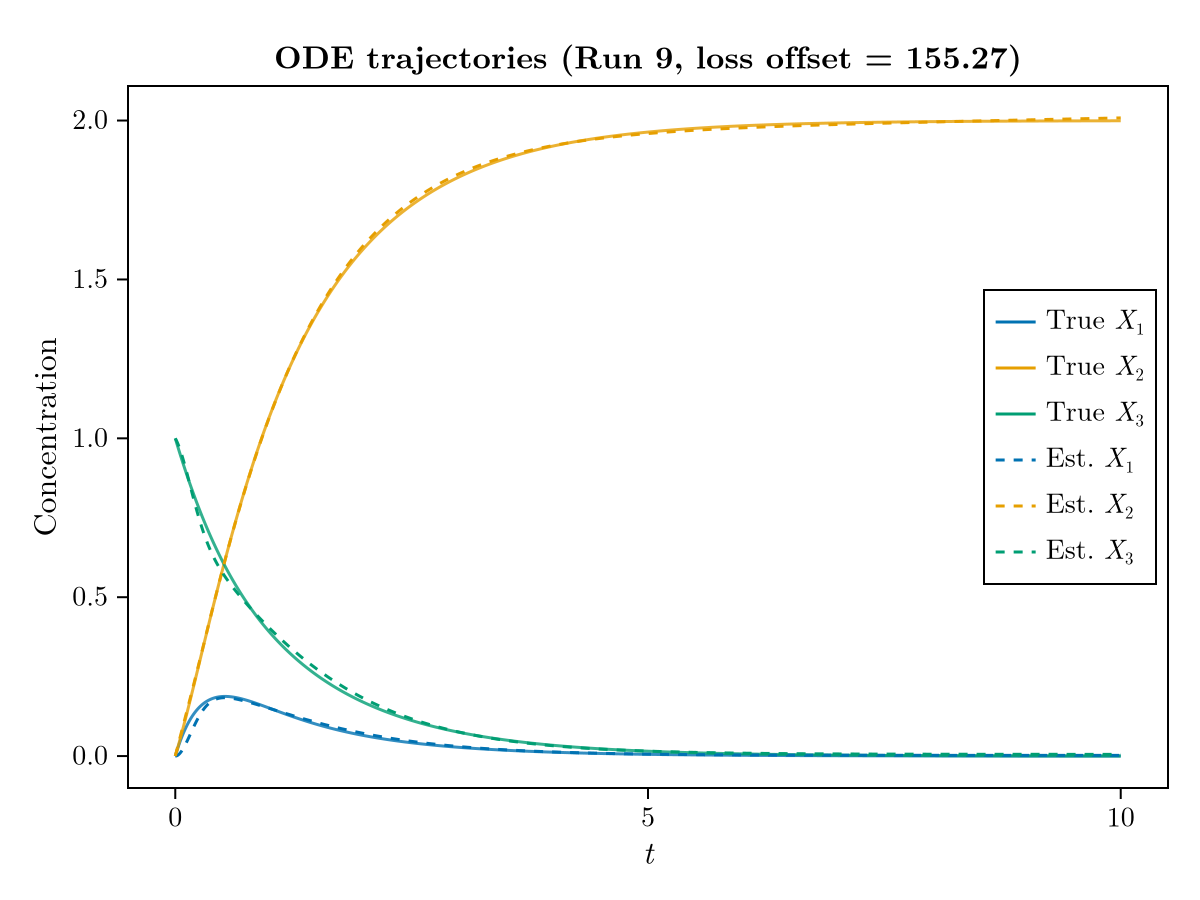 ODE trajectories (Run 9, loss offset = 155.27)
2.0
1.5
1.0
0.5
0.0
Concentration
0
5
10
t
True X₁
True X₂
True X₃
Est. X₁
Est. X₂
Est. X₃